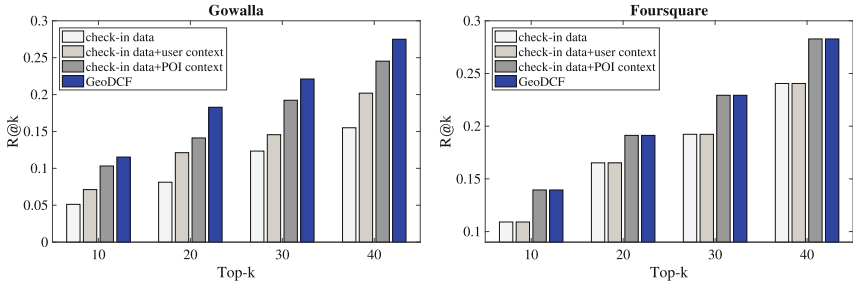 Gowalla
0.3
0.25
0.2
0.15
0.1
0.05
0
R@k
check-in data
check-in data+user context
check-in data+POI context
GeoDCF
10 20 30 40
Top-k
Foursquare
0.3
0.25
0.2
0.15
0.1
R@k
check-in data
check-in data+user context
check-in data+POI context
GeoDCF
10 20 30 40
Top-k